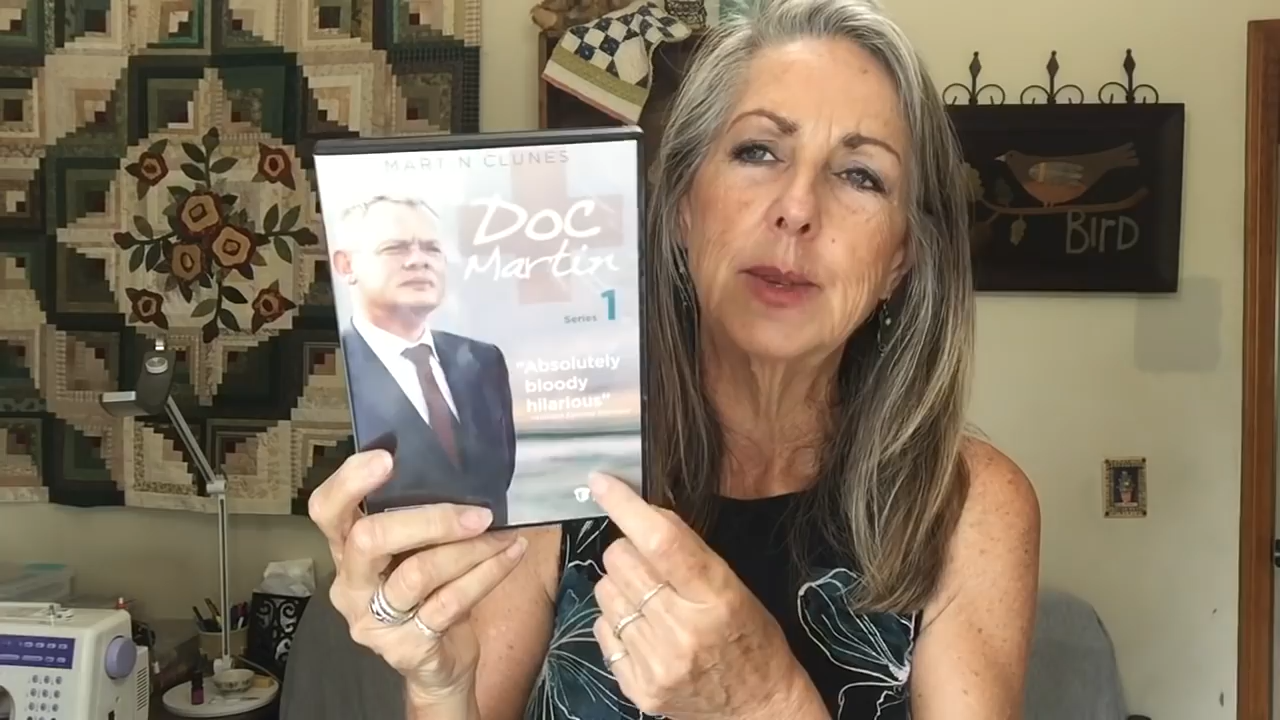 MARTIN CLUNES
Doc
Martin
Series 1
"Absolutely
bloody
hilarious"
BIRD